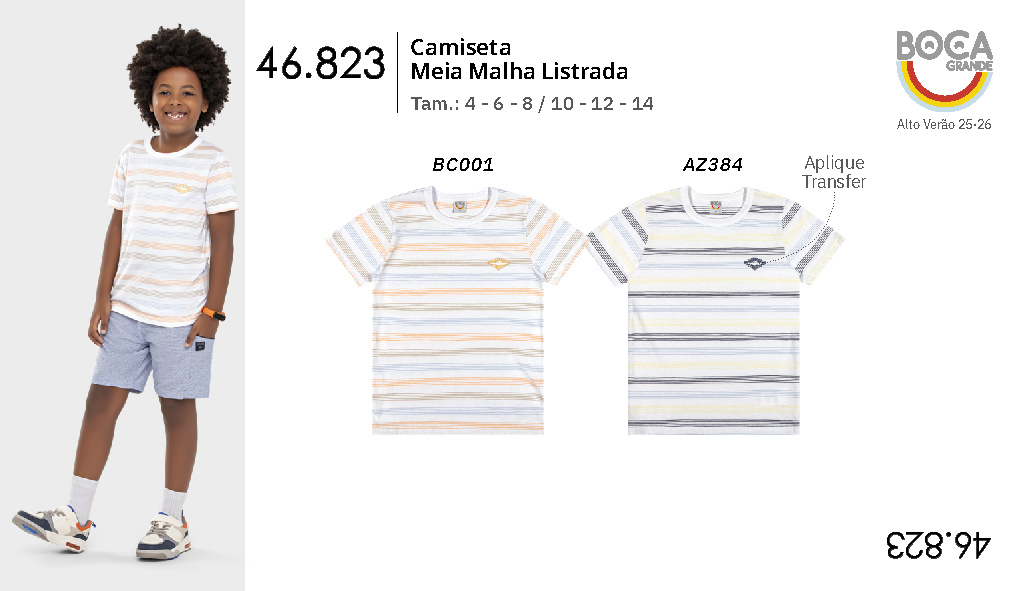 46.823
Camiseta
Meia Malha Listrada
Tam.: 4 - 6 - 8 / 10 - 12 - 14
BOCA
GRANDE
Alto Verão 25-26
BC001
AZ384
Aplique
Transfer
46.823